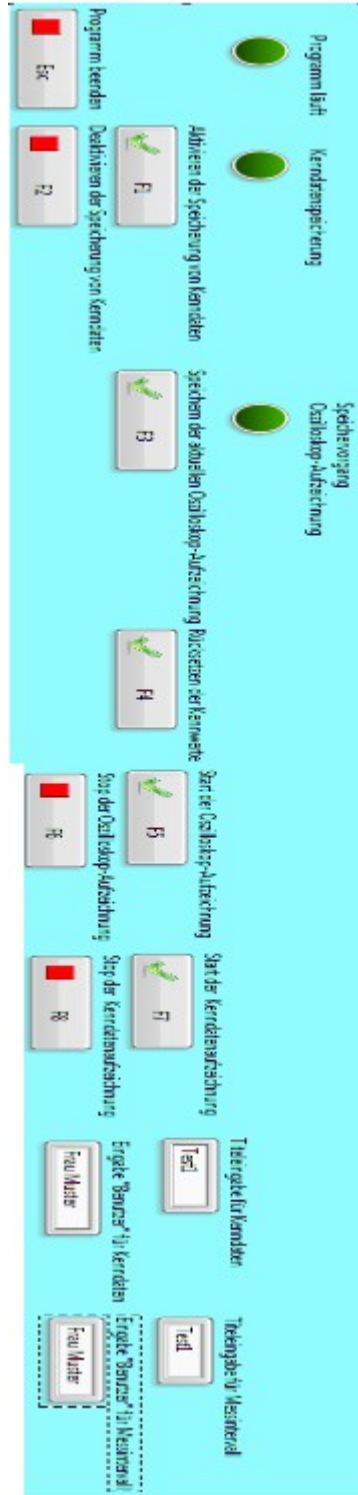 Programm läuft
Kenndatenspeicherung
Speichervorgang
Oszilloskop-Aufzeichnung
Aktivieren der Speicherung von Kenndaten
Speichern der aktuellen Oszilloskop-Aufzeichnung
Rücksetzen der Kennwerte
Start der Oszilloskop-Aufzeichnung
Start der Kenndatenaufzeichnung
Titeleingabe für Kenndaten
Titeleingabe für Messintervall
F1
F3
F4
F5
F7
Test1
Test1
Programm beenden
Deaktivieren der Speicherung von Kenndaten
Stop der Oszilloskop-Aufzeichnung
Stop der Kenndatenaufzeichnung
Eingabe "Benutzer" für Kenndaten
Eingabe "Benutzer" für Messintervall
Esc
F2
F6
F8
Frau Muster
Frau Muster